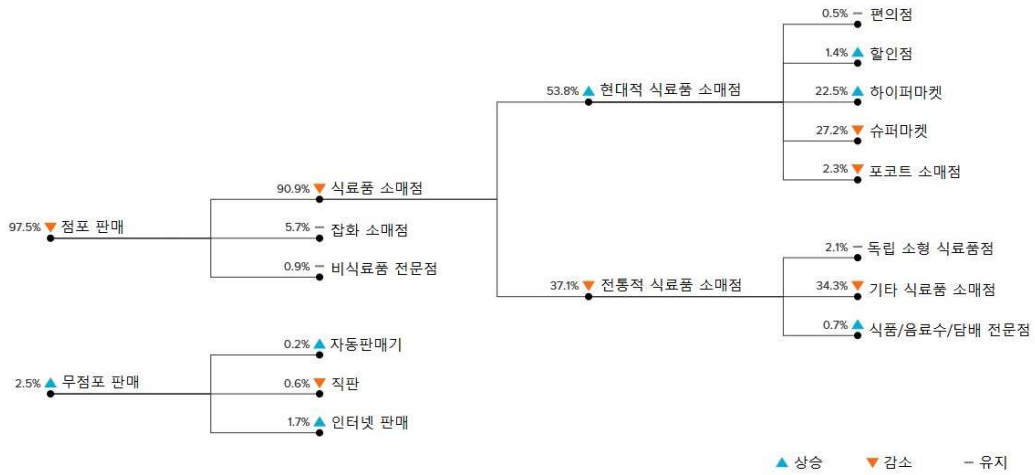 0.5% 편의점
1.4% 할인점
53.8% 현대적 식료품 소매점
22.5% 하이퍼마켓
27.2% 슈퍼마켓
2.3% 포코트 소매점
90.9% 식료품 소매점
97.5% 점포 판매
5.7% 잡화 소매점
0.9% 비식료품 전문점
2.1% 독립 소형 식료품점
37.1% 전통적 식료품 소매점
34.3% 기타 식료품 소매점
0.7% 식품/음료수/담배 전문점
0.2% 자동판매기
2.5% 무점포 판매
0.6% 직판
1.7% 인터넷 판매
상승 감소 유지